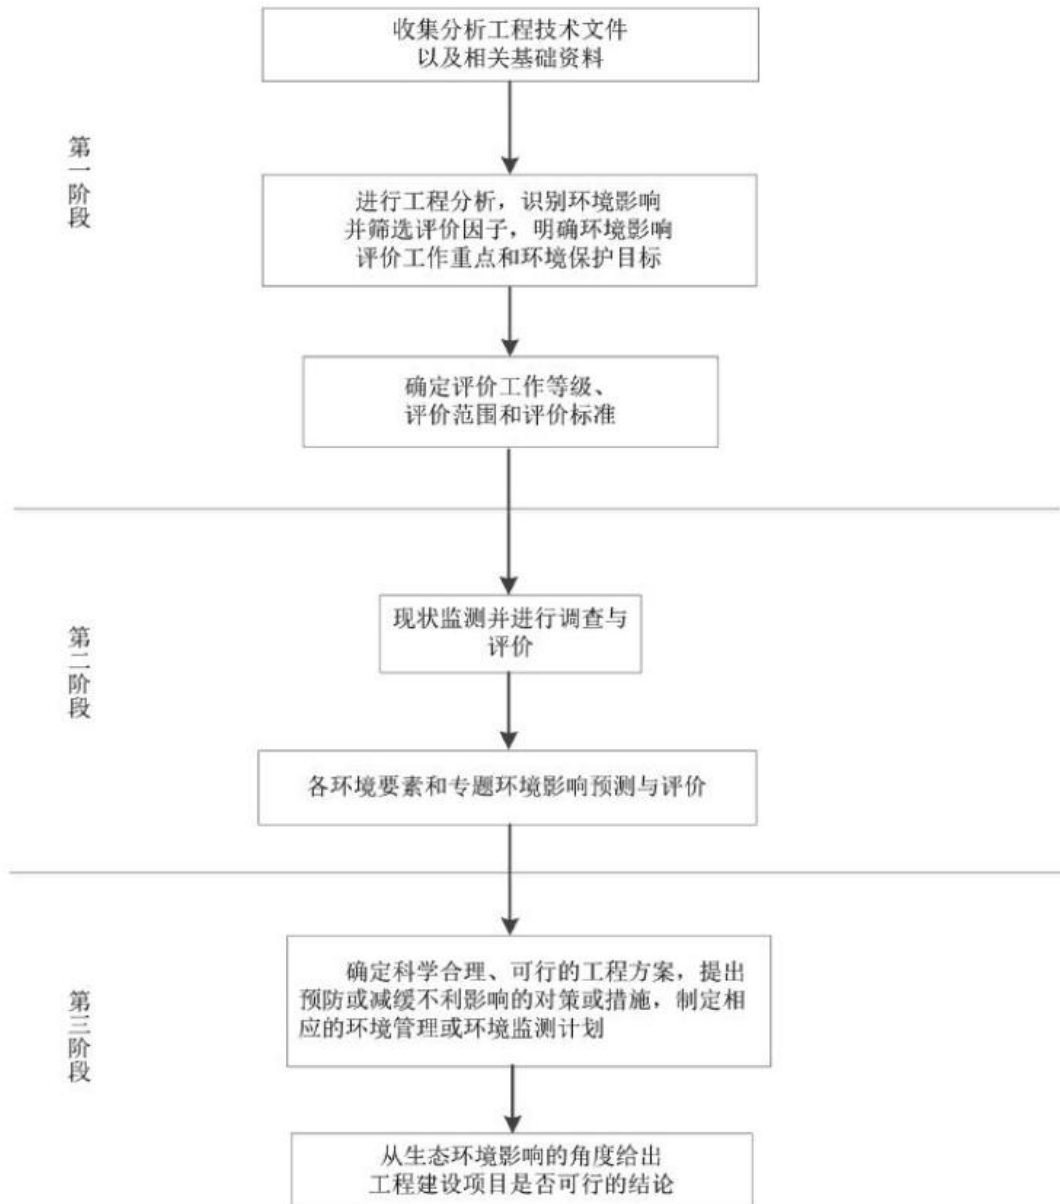 收集分析工程技术文件
以及相关基础资料
第一阶段
进行工程分析，识别环境影响
并筛选评价因子，明确环境影响
评价工作重点和环境保护目标
确定评价工作等级、
评价范围和评价标准
第二阶段
现状监测并进行调查与
评价
各环境要素和专题环境影响预测与评价
第三阶段
确定科学合理、可行的工程方案，提出
预防或减缓不利影响的对策或措施，制定相
应的环境管理或环境监测计划
从生态环境影响的角度给出
工程建设项目是否可行的结论